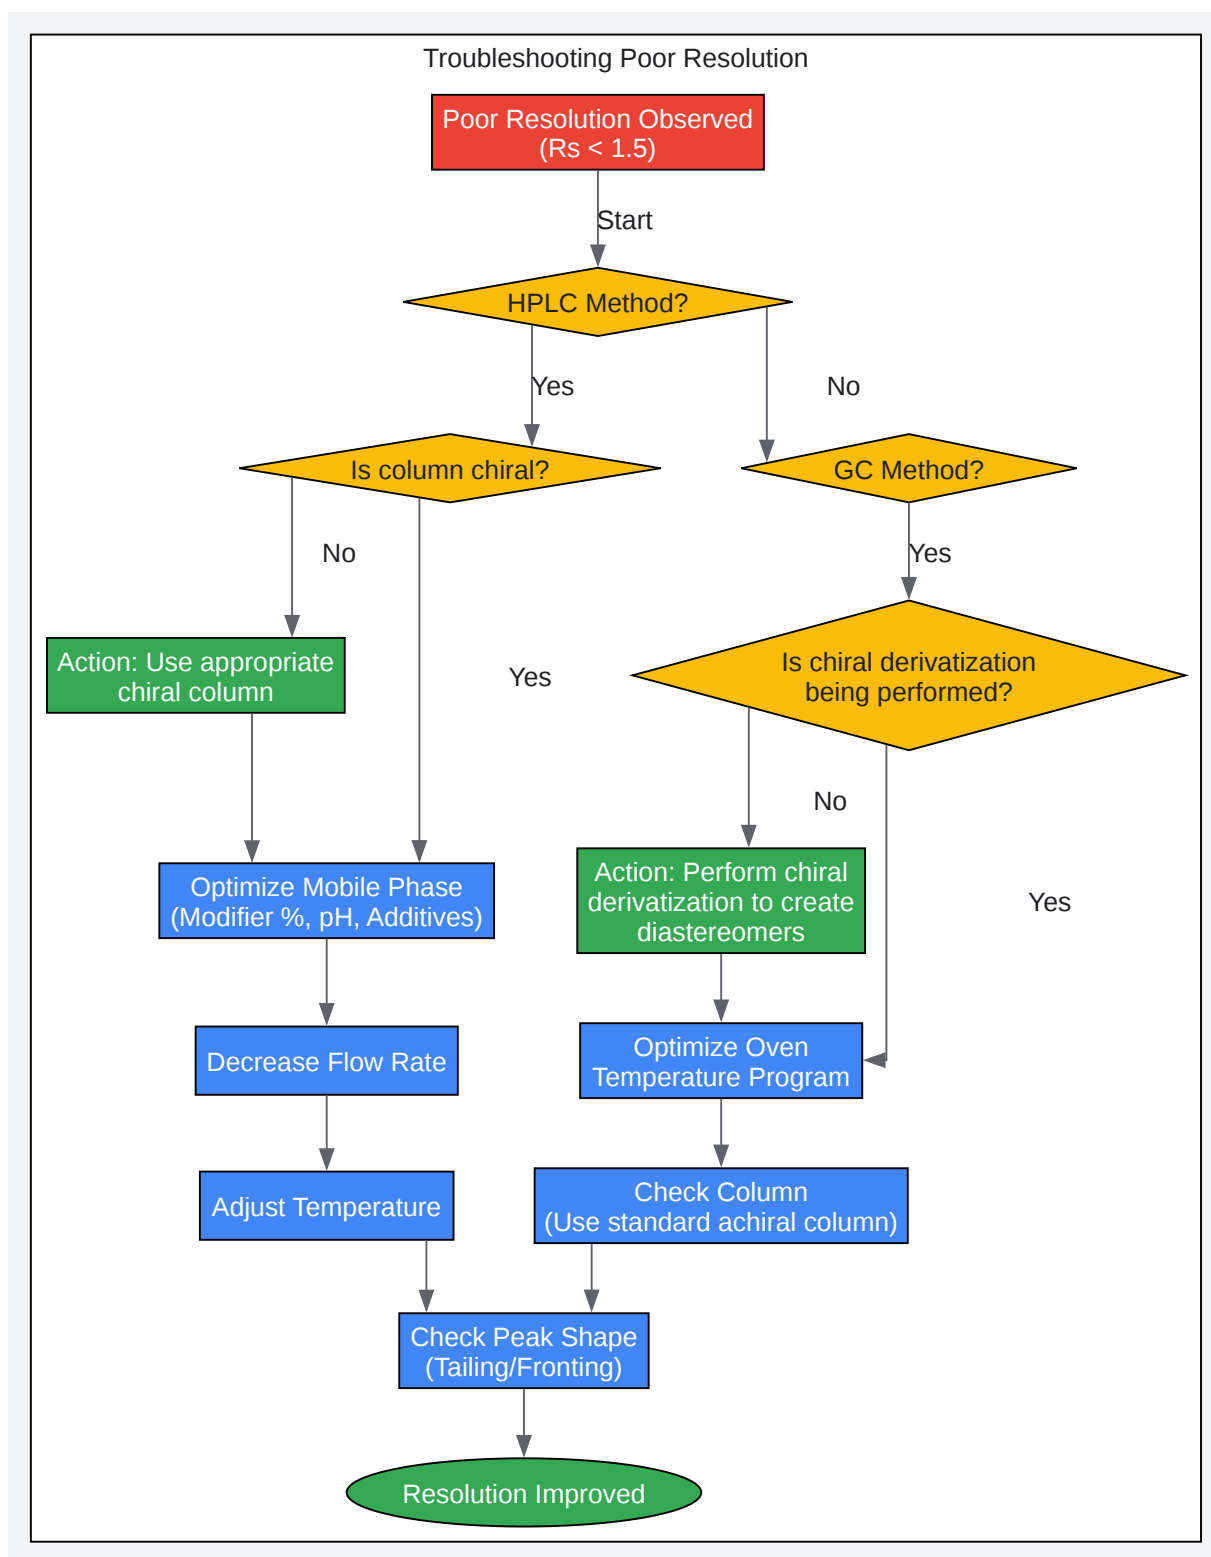 Troubleshooting Poor Resolution
Poor Resolution Observed
(Rs < 1.5)
Start
HPLC Method?
Yes
No
Is column chiral?
GC Method?
No
Yes
Action: Use appropriate
chiral column
Yes
Is chiral derivatization
being performed?
No
Optimize Mobile Phase
(Modifier %, pH, Additives)
Action: Perform chiral
derivatization to create
diastereomers
Yes
Decrease Flow Rate
Optimize Oven
Temperature Program
Adjust Temperature
Check Column
(Use standard achiral column)
Check Peak Shape
(Tailing/Fronting)
Resolution Improved